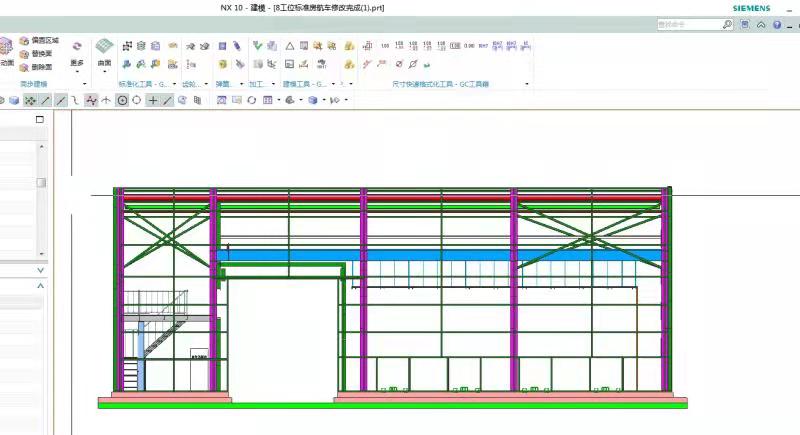 NX 10 - 建模 - [8工位标准房航车修改完成(1).prt]
SIEMENS
查找命令
偏置区域
替换面
删除面
动面
更多
曲面
同步建模
标准化工具 - G...
齿轮...
弹簧...
加工...
建模工具 - G...
尺寸快速格式化工具 - GC工具箱